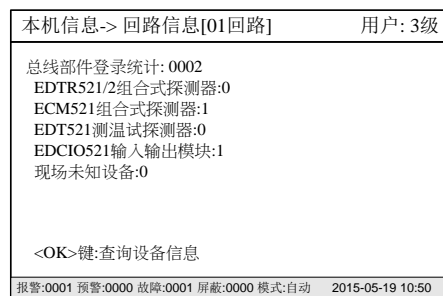 本机信息-> 回路信息[01回路] 用户: 3级
总线部件登录统计: 0002
EDTR521/2组合式探测器:0
ECM521组合式探测器:1
EDT521测温试探测器:0
EDCIO521输入输出模块:1
现场未知设备:0
<OK>键:查询设备信息
报警:0001 预警:0000 故障:0001 屏蔽:0000 模式:自动 2015-05-19 10:50